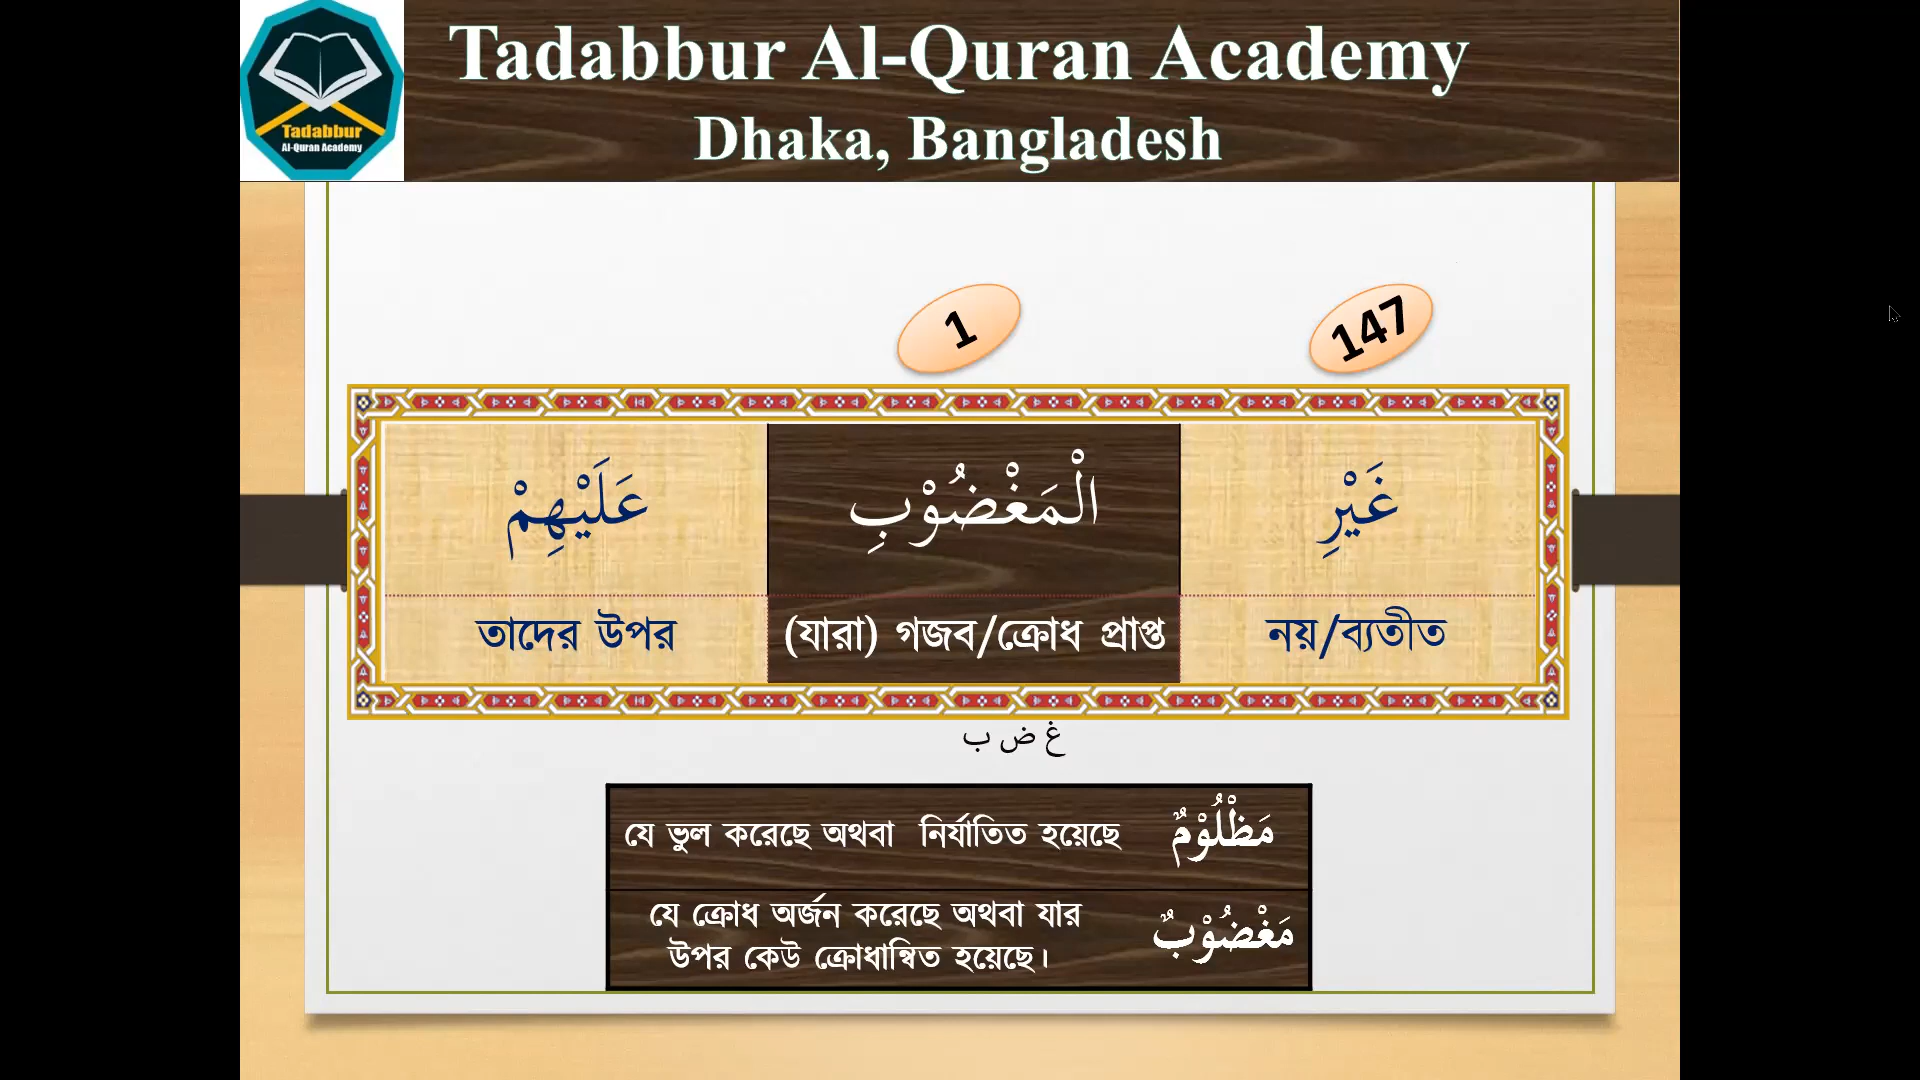 Tadabbur Al-Quran Academy
Dhaka, Bangladesh
Tadabbur
Al-Quran Academy
147
1
غَيْرِ الْمَغْضُوْبِ عَلَيْهِمْ
নয়/ব্যতীত
(যারা) গজব/ক্রোধ প্রাপ্ত
তাদের উপর
غ ض ب
مَظْلُوْمٌ
যে ভুল করেছে অথবা নির্যাতিত হয়েছে
مَغْضُوْبٌ
যে ক্রোধ অর্জন করেছে অথবা যার
উপর কেউ ক্রোধান্বিত হয়েছে।